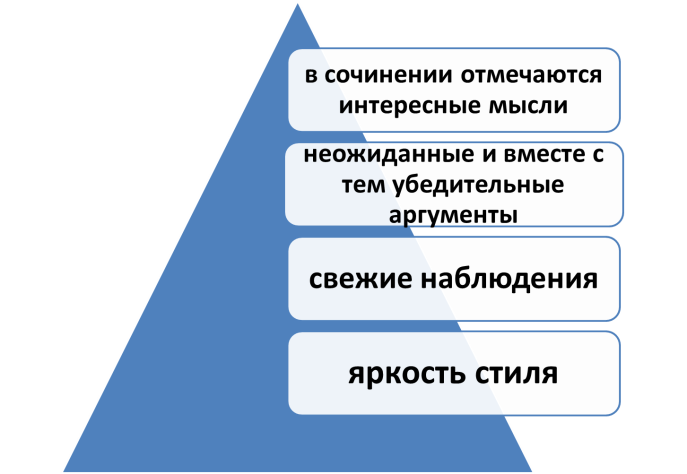 в сочинении отмечаются
интересные мысли
неожиданные и вместе с
тем убедительные
аргументы
свежие наблюдения
яркость стиля